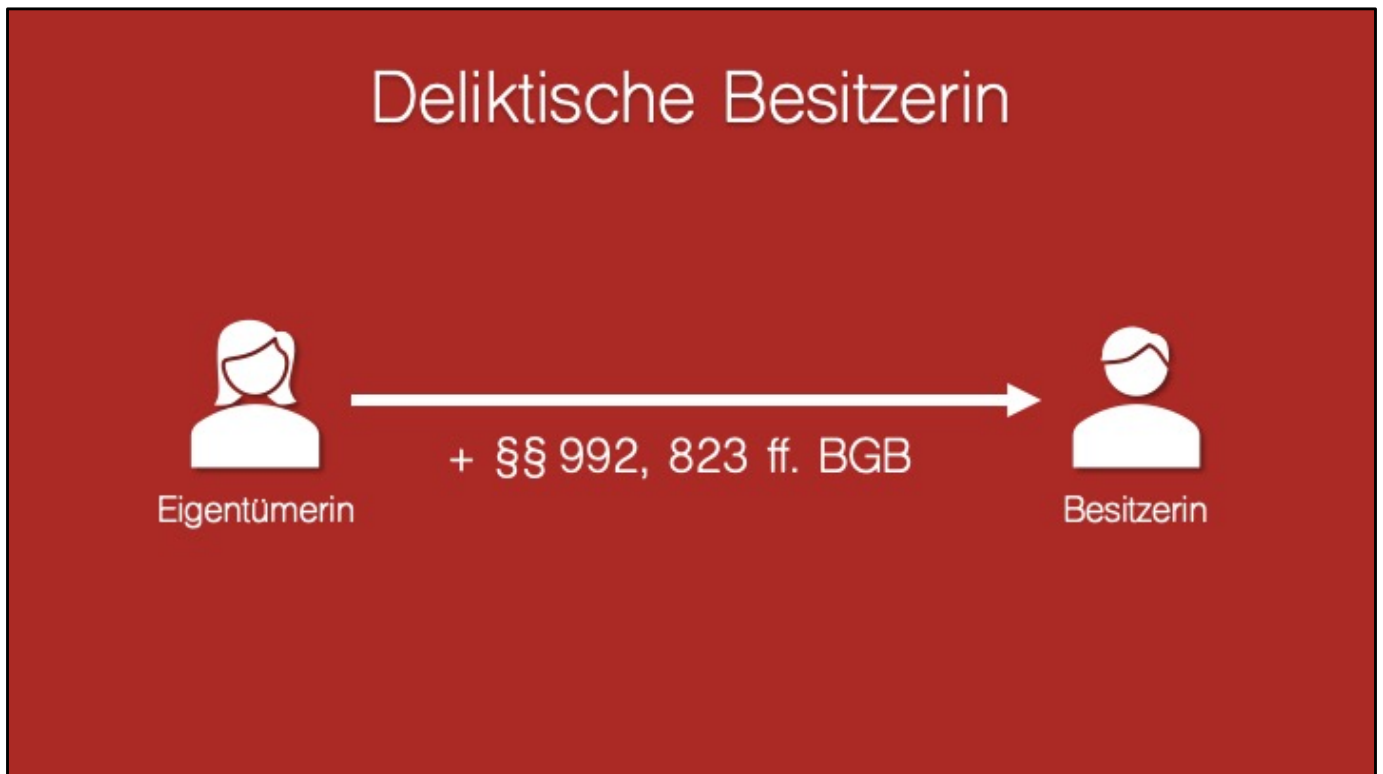 Deliktische Besitzerin
+ §§ 992, 823 ff. BGB
Eigentümerin
Besitzerin